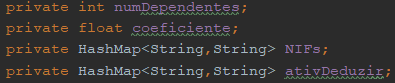 private int numDependentes;
private float coeficiente;
private HashMap<String,String> NIFs;
private HashMap<String,String> ativDeduzir;